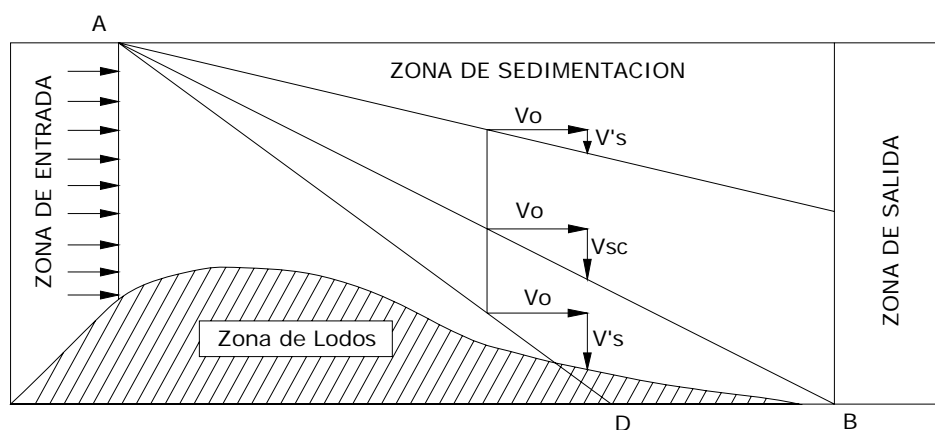 A
ZONA DE SEDIMENTACION
ZONA DE ENTRADA
Vo
V's
Vo
Vsc
Vo
V's
Zona de Lodos
ZONA DE SALIDA
D
B